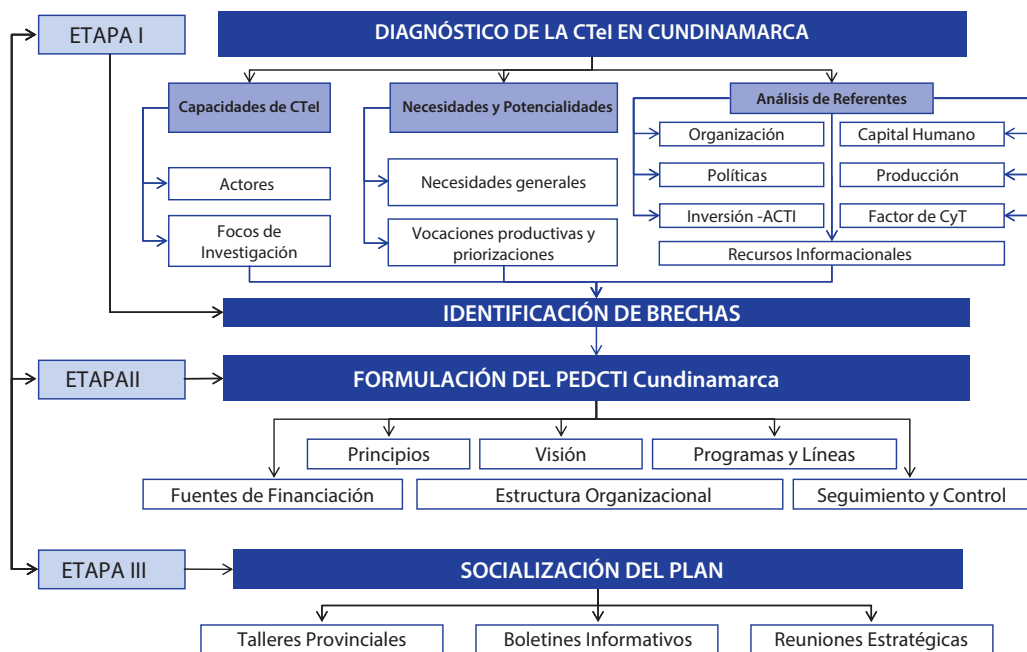 ETAPA I
DIAGNÓSTICO DE LA CTeI EN CUNDINAMARCA
Capacidades de CTeI
Necesidades y Potencialidades
Análisis de Referentes
Organización
Capital Humano
Actores
Necesidades generales
Políticas
Producción
Focos de
Investigación
Vocaciones productivas y
priorizaciones
Inversión -ACTI
Factor de CyT
Recursos Informacionales
IDENTIFICACIÓN DE BRECHAS
ETAPAII
FORMULACIÓN DEL PEDCTI Cundinamarca
Principios
Visión
Programas y Líneas
Fuentes de Financiación
Estructura Organizacional
Seguimiento y Control
ETAPA III
SOCIALIZACIÓN DEL PLAN
Talleres Provinciales
Boletines Informativos
Reuniones Estratégicas